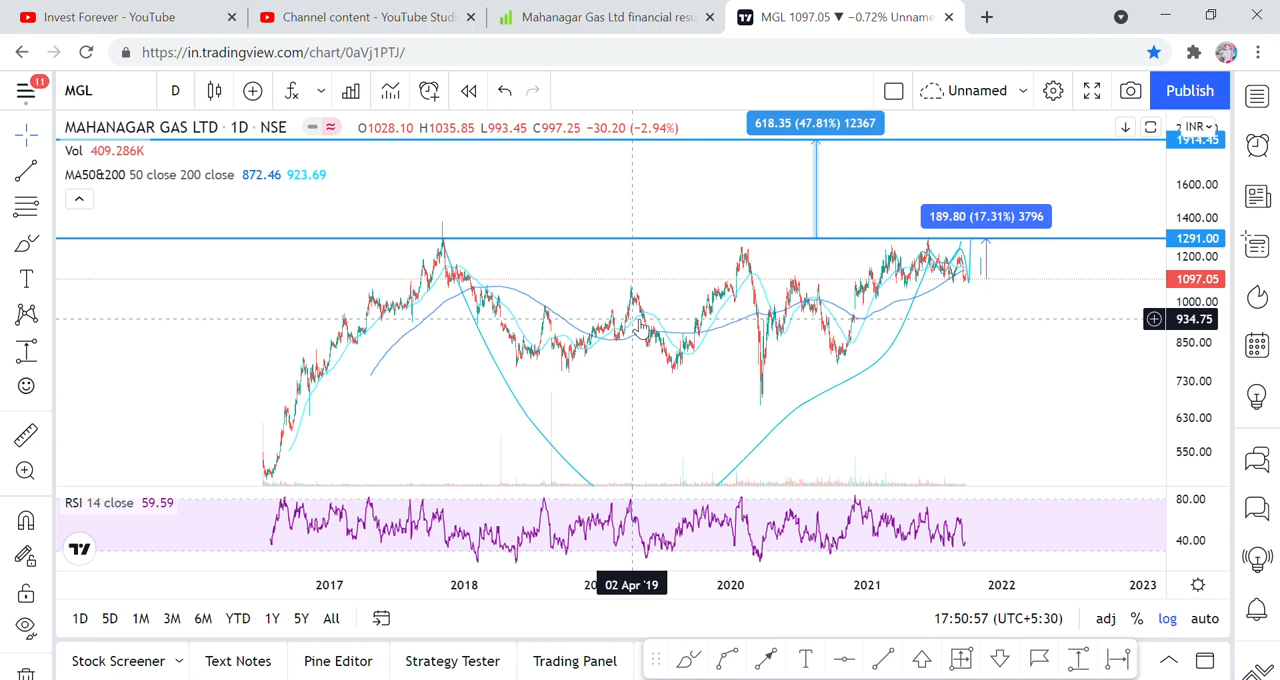 Invest Forever - YouTube
Channel content - YouTube Studi
Mahanagar Gas Ltd financial resu
MGL 1097.05 ▼ −0.72% Unname
https://in.tradingview.com/chart/0aVj1PTJ/
11
MGL
D
Unnamed
Publish
MAHANAGAR GAS LTD · 1D · NSE
O1028.10 H1035.85 L993.45 C997.25 −30.20 (−2.94%)
618.35 (47.81%) 12367
INR
1914.45
Vol 409.286K
MA50&200 50 close 200 close 872.46 923.69
1600.00
189.80 (17.31%) 3796
1400.00
1291.00
1200.00
1097.05
1000.00
934.75
850.00
730.00
630.00
550.00
RSI 14 close 59.59
80.00
40.00
2017
2018
02 Apr '19
2020
2021
2022
2023
1D 5D 1M 3M 6M YTD 1Y 5Y All
17:50:57 (UTC+5:30)
adj % log auto
Stock Screener
Text Notes
Pine Editor
Strategy Tester
Trading Panel